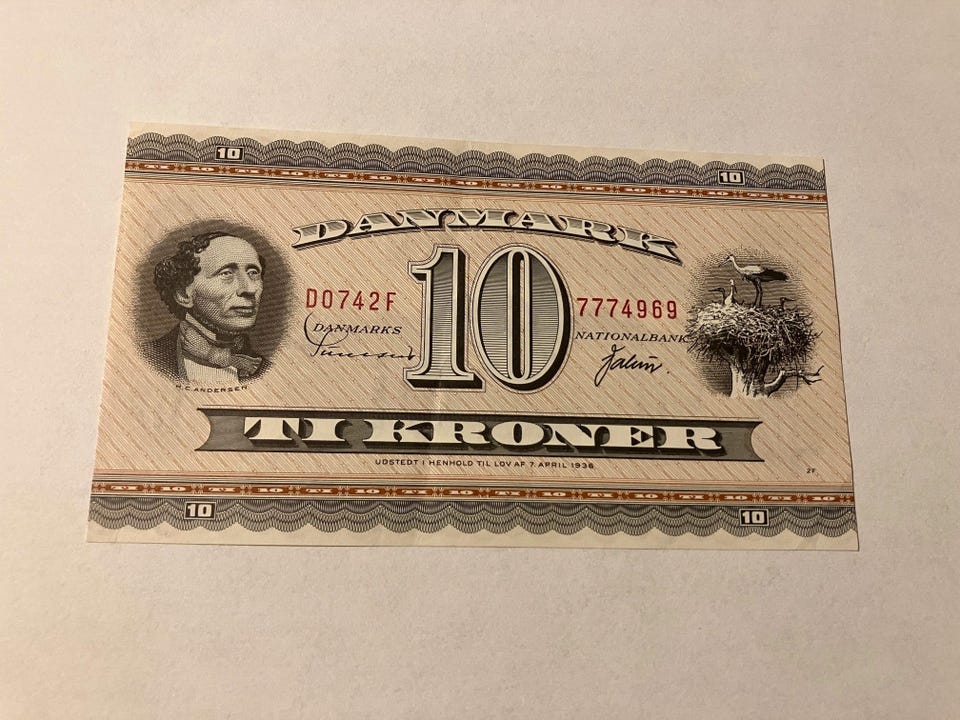 10 10
DANMARK
10
D0742F 7774969
DANMARKS NATIONALBANK
H.C. ANDERSEN
TI KRONER
UDSTEDT I HENHOLD TIL LOV AF 7. APRIL 1936
2F
10 10